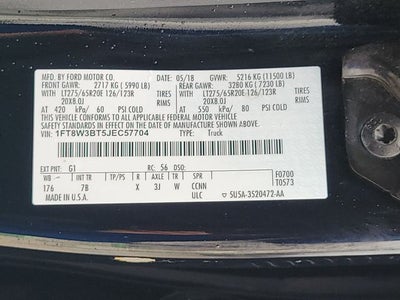 MFD. BY FORD MOTOR CO. 05/18 GVWR: 5216 KG (11500 LB)
FRONT GAWR: 2717 KG (5990 LB) REAR GAWR: 3280 KG (7230 LB)
LT275/65R20E 126/123R WITH TIRES LT275/65R20E 126/123R WITH TIRES
20X8.0J RIMS 20X8.0J RIMS
AT 420 kPa/ 60 PSI COLD AT 550 kPa/ 80 PSI COLD
THIS VEHICLE CONFORMS TO ALL APPLICABLE FEDERAL MOTOR VEHICLE
SAFETY STANDARDS IN EFFECT ON THE DATE OF MANUFACTURE SHOWN ABOVE.
VIN: 1FT8W3BT5JEC57704 TYPE: Truck
EXT PNT: G1 RC: 56 DSO: F0700
WB INT TR TP/PS R AXLE TR SPR T0573
176 7B X 3J W CCNN
MADE IN U.S.A. ULC 5U5A-3520472-AA